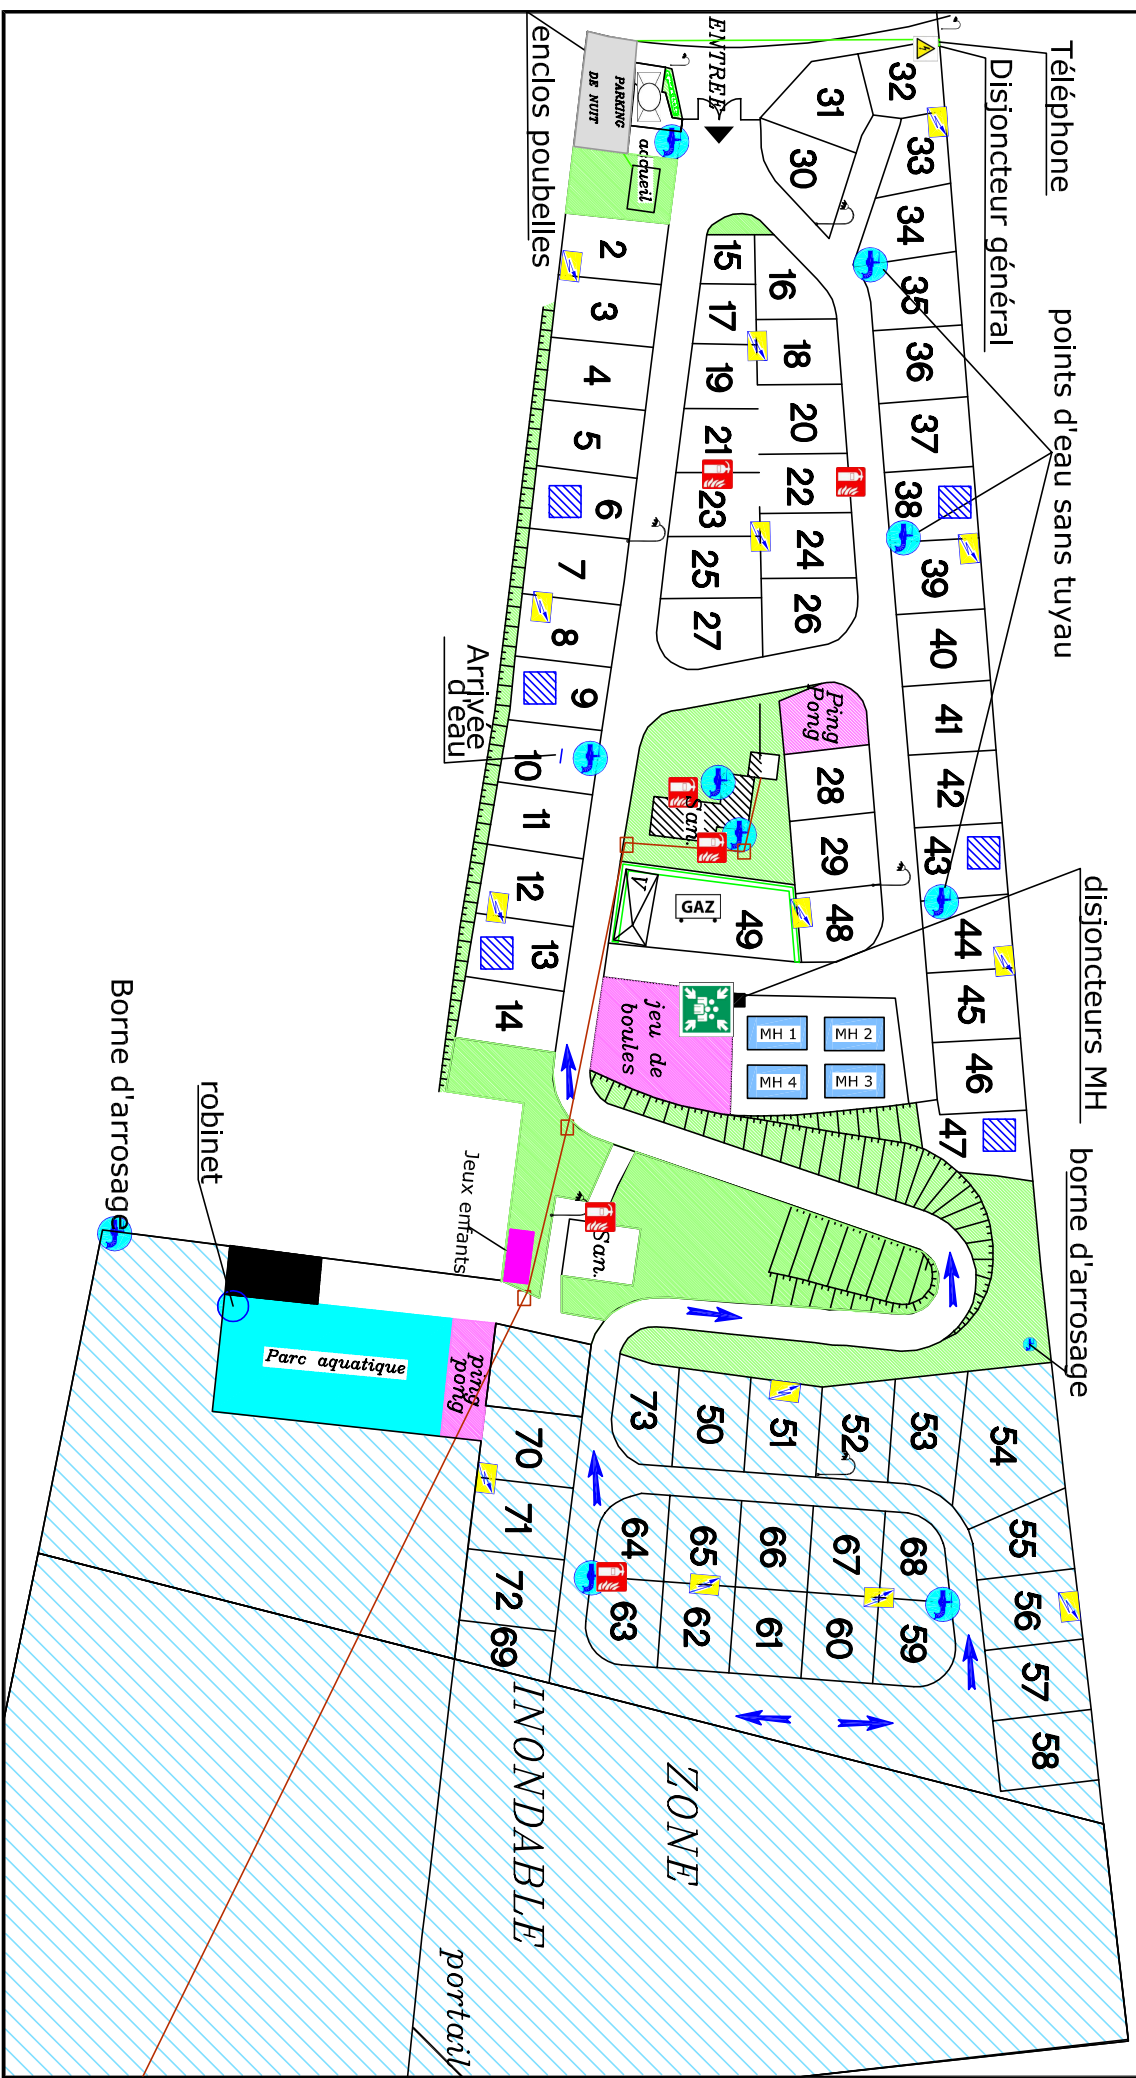 Téléphone
Disjoncteur général
points d'eau sans tuyau
disjoncteurs MH
borne d'arrosage
ENTREE
enclos poubelles
PARKING
DE NUIT
accueil
32
33
34
35
36
37
38
39
40
41
42
43
44
45
46
47
31
30
16
18
20
22
24
26
15
17
19
21
23
25
27
Ping
Pong
28
29
48
San.
V
GAZ
49
MH 2
MH 3
MH 1
MH 4
jeu de
boules
2
3
4
5
6
7
8
9
10
11
12
13
14
Arrivée
d'eau
Jeux enfants
San.
Borne d'arrosage
robinet
Parc aquatique
ping
pong
54
55
56
57
58
73
50
51
52
53
64
65
66
67
68
63
62
61
60
59
70
71
72
69
ZONE
INONDABLE
portail